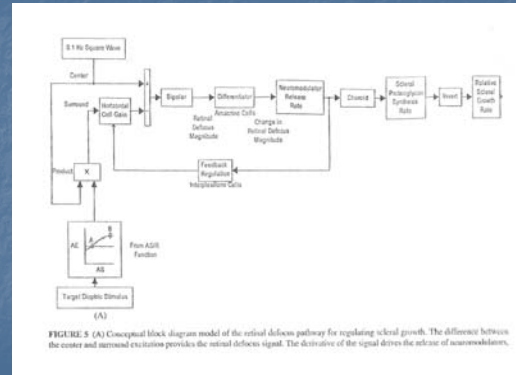 0.1 Hz Square Wave
Center
Surround
Horizontal
Cell Gain
Bipolar
Differentiator
Neuromodulator
Release
Rate
Choroid
Scleral
Proteoglycan
Synthesis
Rate
Invert
Relative
Scleral
Growth
Rate
Retinal
Defocus
Magnitude
Amacrine Cells
Change in
Retinal Defocus
Magnitude
Feedback
Regulation
Interplexiform Cells
Product
X
AE
A
B
AS
From AS/R
Function
Target Dioptric Stimulus
(A)
FIGURE 5 (A) Conceptual block diagram model of the retinal defocus pathway for regulating scleral growth. The difference between
the center and surround excitation provides the retinal defocus signal. The derivative of the signal drives the release of neuromodulators,